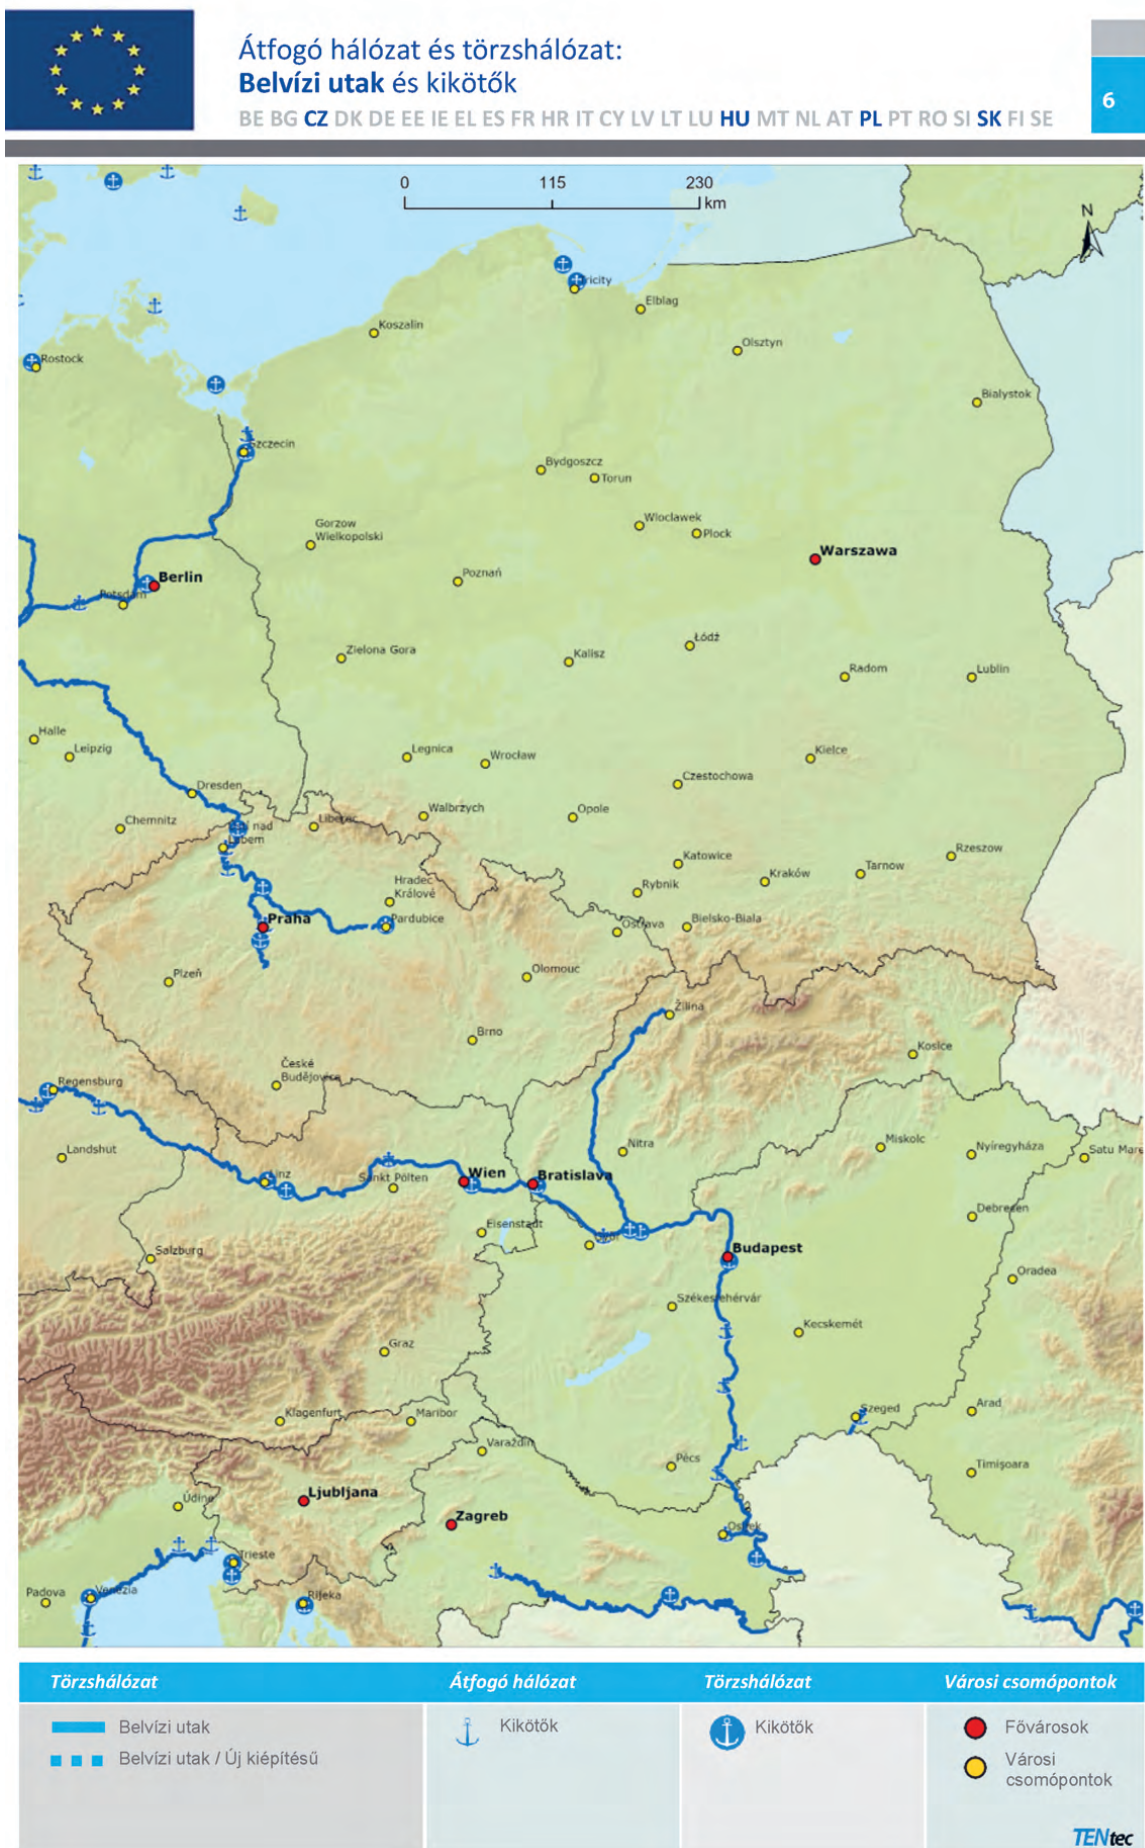 Átfogó hálózat és törzshálózat:
Belvízi utak és kikötők
BE BG CZ DK DE EE IE EL ES FR HR IT CY LV LT LU HU MT NL AT PL PT RO SI SK FI SE
6
0 115 230
km
N
Elblag
Koszalin
Olsztyn
Rostock
Bialystok
Szczecin
Bydgoszcz
Torun
Gorzow
Wielkopolski
Wloclawek
Plock
Warszawa
Berlin
Poznań
Potsdam
Łódź
Zielona Gora
Kalisz
Radom
Lublin
Halle
Leipzig
Legnica
Wrocław
Kielce
Czestochowa
Dresden
Chemnitz
Liberec
Walbrzych
Opole
nad
Labem
Katowice
Rzeszow
Kraków
Tarnow
Hradec
Králové
Rybnik
Praha
Pardubice
Ostrava
Bielsko-Biala
Plzeň
Olomouc
Žilina
Brno
Kosice
České
Budějovice
Regensburg
Landshut
Nitra
Miskolc
Nyíregyháza
Satu Mare
Linz
Sankt Pölten
Wien
Bratislava
Debrecen
Eisenstadt
Salzburg
Budapest
Oradea
Székesfehérvár
Kecskemét
Graz
Klagenfurt
Maribor
Szeged
Arad
Varaždin
Pécs
Timişoara
Ljubljana
Udine
Zagreb
Osijek
Trieste
Padova
Venezia
Rijeka
Törzshálózat
Belvízi utak
Belvízi utak / Új kiépítésű
Átfogó hálózat
Kikötők
Törzshálózat
Kikötők
Városi csomópontok
Fővárosok
Városi
csomópontok
TENtec